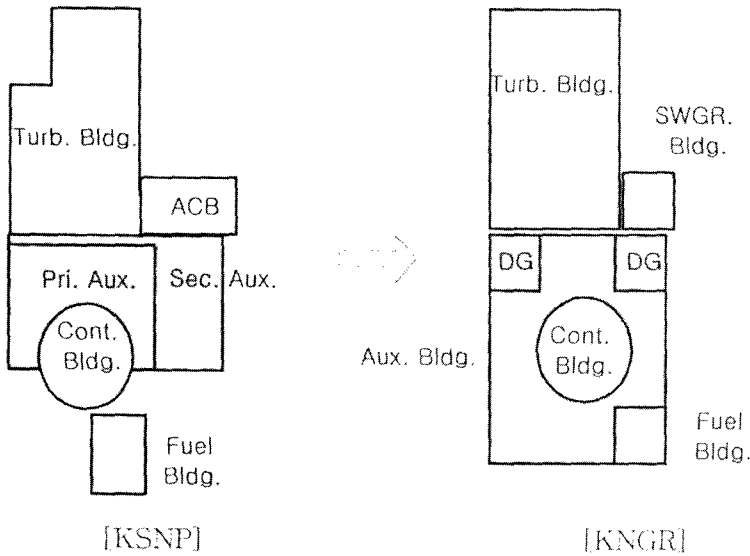 Turb. Bldg.
ACB
Pri. Aux.
Sec. Aux.
Cont.
Bldg.
Fuel
Bldg.
[KSNP]
Turb. Bldg.
SWGR.
Bldg.
DG
DG
Aux. Bldg.
Cont.
Bldg.
Fuel
Bldg.
[KNGR]